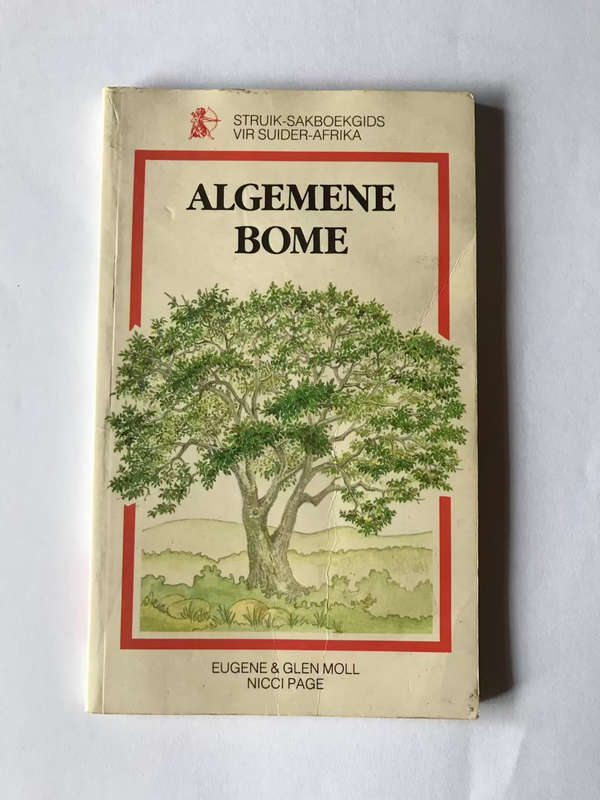 STRUIK-SAKBOEKGIDS
VIR SUIDER-AFRIKA
ALGEMENE
BOME
EUGENE & GLEN MOLL
NICCI PAGE